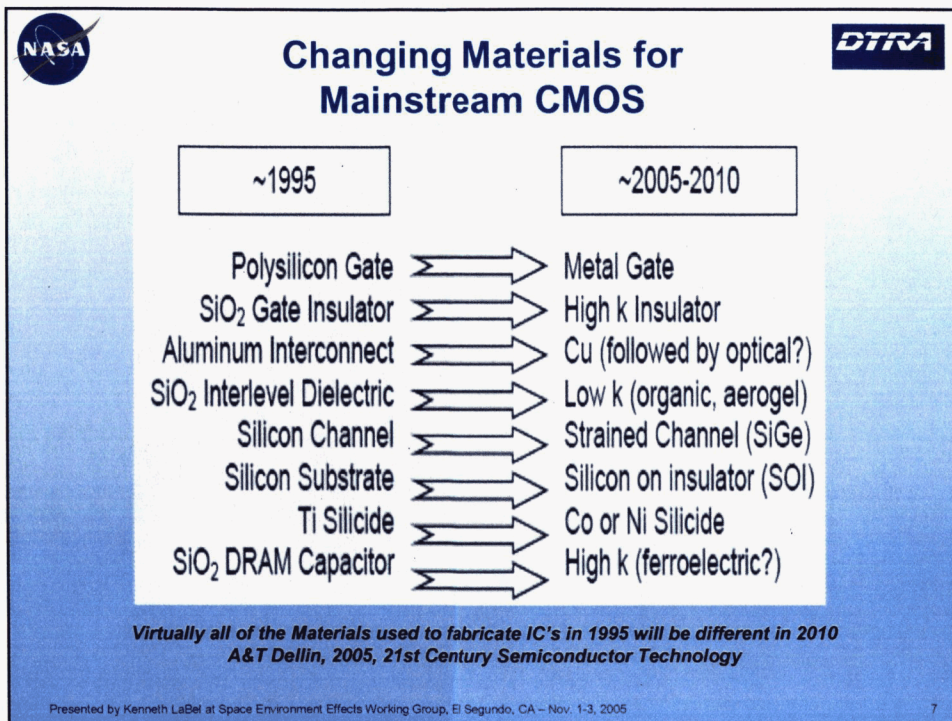 NASA
DTRA
Changing Materials for
Mainstream CMOS
~1995
~2005-2010
Polysilicon Gate
Metal Gate
SiO₂ Gate Insulator
High k Insulator
Aluminum Interconnect
Cu (followed by optical?)
SiO₂ Interlevel Dielectric
Low k (organic, aerogel)
Silicon Channel
Strained Channel (SiGe)
Silicon Substrate
Silicon on insulator (SOI)
Ti Silicide
Co or Ni Silicide
SiO₂ DRAM Capacitor
High k (ferroelectric?)
Virtually all of the Materials used to fabricate IC's in 1995 will be different in 2010
A&T Dellin, 2005, 21st Century Semiconductor Technology
Presented by Kenneth LaBel at Space Environment Effects Working Group, El Segundo, CA – Nov. 1-3, 2005
7